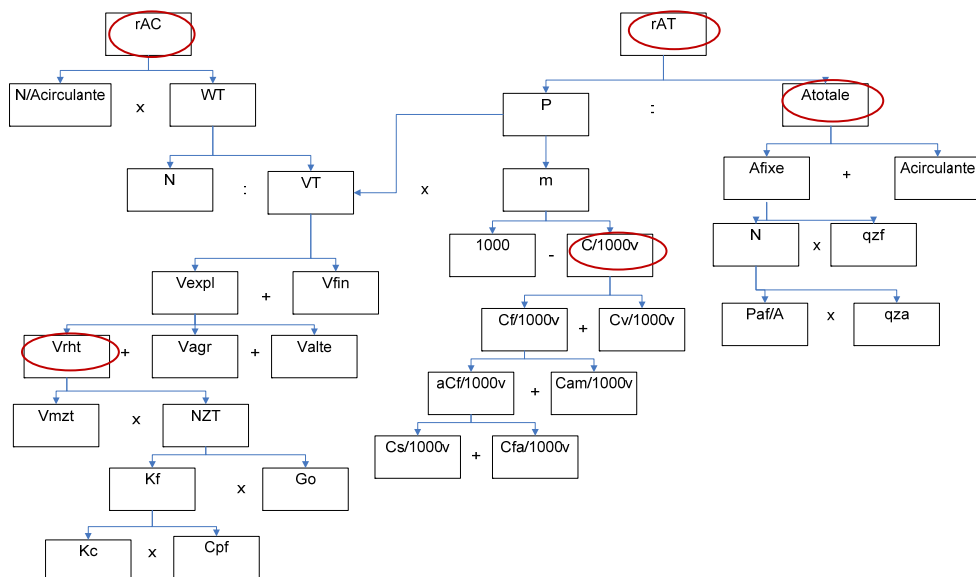 rAC
rAT
N/Acirculante
x
WT
P
:
Atotale
N
:
VT
x
m
Afixe
+
Acirculante
1000
-
C/1000v
N
x
qzf
Vexpl
+
Vfin
Cf/1000v
+
Cv/1000v
Paf/A
x
qza
Vrht
+
Vagr
+
Valte
aCf/1000v
+
Cam/1000v
Vmzt
x
NZT
Cs/1000v
+
Cfa/1000v
Kf
x
Go
Kc
x
Cpf